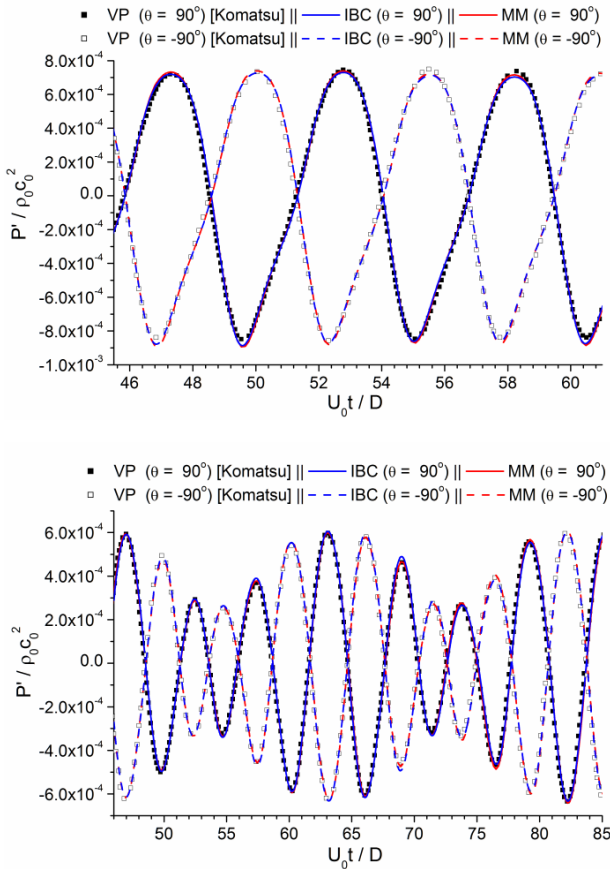 VP (θ = 90°) [Komatsu] || IBC (θ = 90°) || MM (θ = 90°)
VP (θ = -90°) [Komatsu] || IBC (θ = -90°) || MM (θ = -90°)
8.0x10⁻⁴
6.0x10⁻⁴
4.0x10⁻⁴
2.0x10⁻⁴
0.0
-2.0x10⁻⁴
-4.0x10⁻⁴
-6.0x10⁻⁴
-8.0x10⁻⁴
-1.0x10⁻³
P' / ρ₀c₀²
46 48 50 52 54 56 58 60
U₀t / D
VP (θ = 90°) [Komatsu] || IBC (θ = 90°) || MM (θ = 90°)
VP (θ = -90°) [Komatsu] || IBC (θ = -90°) || MM (θ = -90°)
6.0x10⁻⁴
4.0x10⁻⁴
2.0x10⁻⁴
0.0
-2.0x10⁻⁴
-4.0x10⁻⁴
-6.0x10⁻⁴
P' / ρ₀c₀²
50 55 60 65 70 75 80 85
U₀t / D